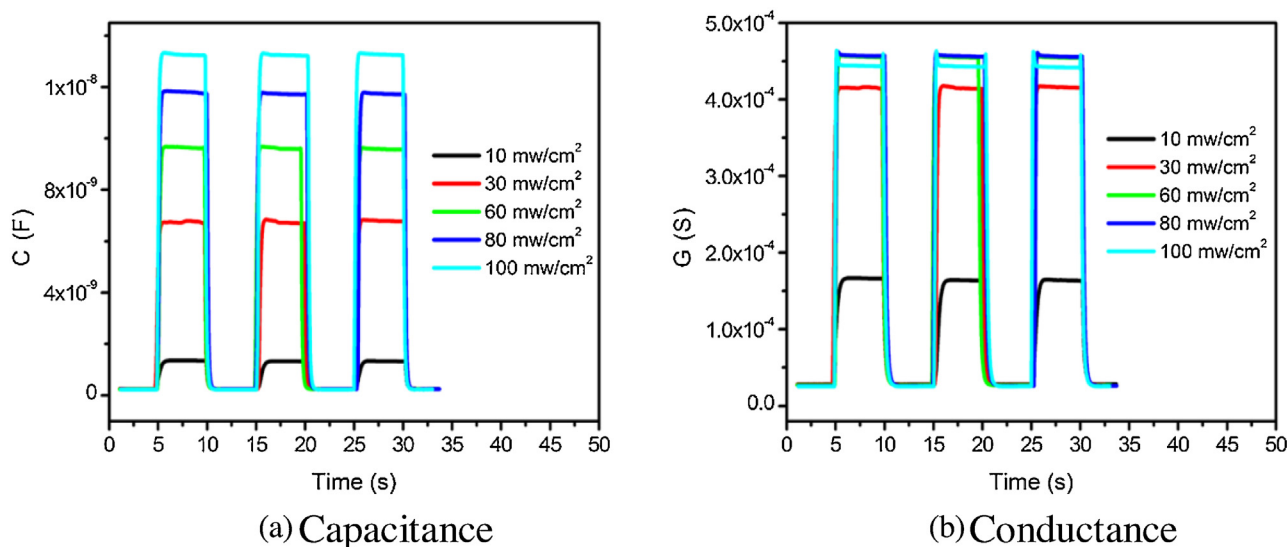 C (F)
1x10⁻⁸
8x10⁻⁹
4x10⁻⁹
0
10 mw/cm²
30 mw/cm²
60 mw/cm²
80 mw/cm²
100 mw/cm²
0 5 10 15 20 25 30 35 40 45 50
Time (s)
(a) Capacitance
G (S)
5.0x10⁻⁴
4.0x10⁻⁴
3.0x10⁻⁴
2.0x10⁻⁴
1.0x10⁻⁴
0.0
10 mw/cm²
30 mw/cm²
60 mw/cm²
80 mw/cm²
100 mw/cm²
0 5 10 15 20 25 30 35 40 45 50
Time (s)
(b) Conductance